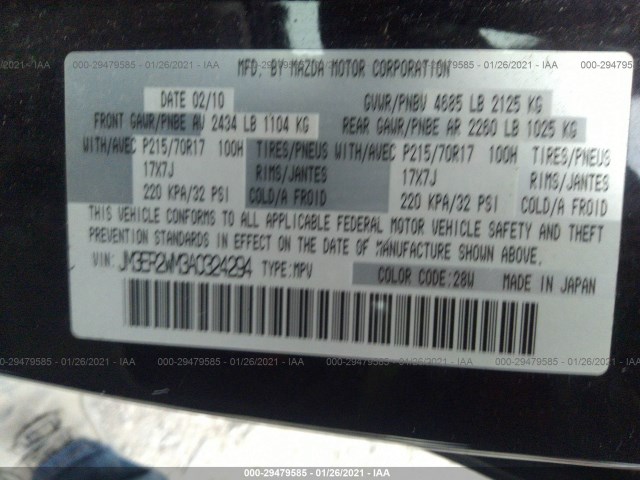 000-29479585 - 01/26/2021 - IAA 000-29479585 - 01/26/2021 - IAA 000-29479585 - 01/26/2021 - IAA
MFD. BY MAZDA MOTOR CORPORATION
DATE 02/10 GVWR/PNBV 4685 LB 2125 KG
FRONT GAWR/PNBE AV 2434 LB 1104 KG REAR GAWR/PNBE AR 2260 LB 1025 KG
WITH/AVEC P215/70R17 100H TIRES/PNEUS WITH/AVEC P215/70R17 100H TIRES/PNEUS
17X7J RIMS/JANTES 17X7J RIMS/JANTES
220 KPA/32 PSI COLD/A FROID 220 KPA/32 PSI COLD/A FROID
THIS VEHICLE CONFORMS TO ALL APPLICABLE FEDERAL MOTOR VEHICLE SAFETY AND THEFT
PREVENTION STANDARDS IN EFFECT ON THE DATE OF MANUFACTURE SHOWN ABOVE.
VIN: JM3ER2WM3A0324294 TYPE:MPV COLOR CODE:28W MADE IN JAPAN
000-29479585 - 01/26/2021 - IAA 000-29479585 - 01/26/2021 - IAA 000-29479585 - 01/26/2021 - IAA
000-29479585 - 01/26/2021 - IAA